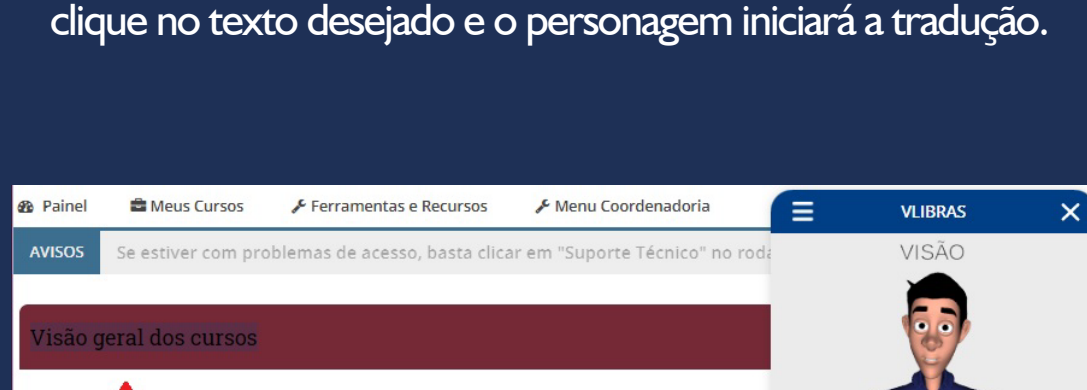 clique no texto desejado e o personagem iniciará a tradução.
Painel Meus Cursos Ferramentas e Recursos Menu Coordenadoria
VLIBRAS
AVISOS Se estiver com problemas de acesso, basta clicar em "Suporte Técnico" no
VISÃO
Visão geral dos cursos